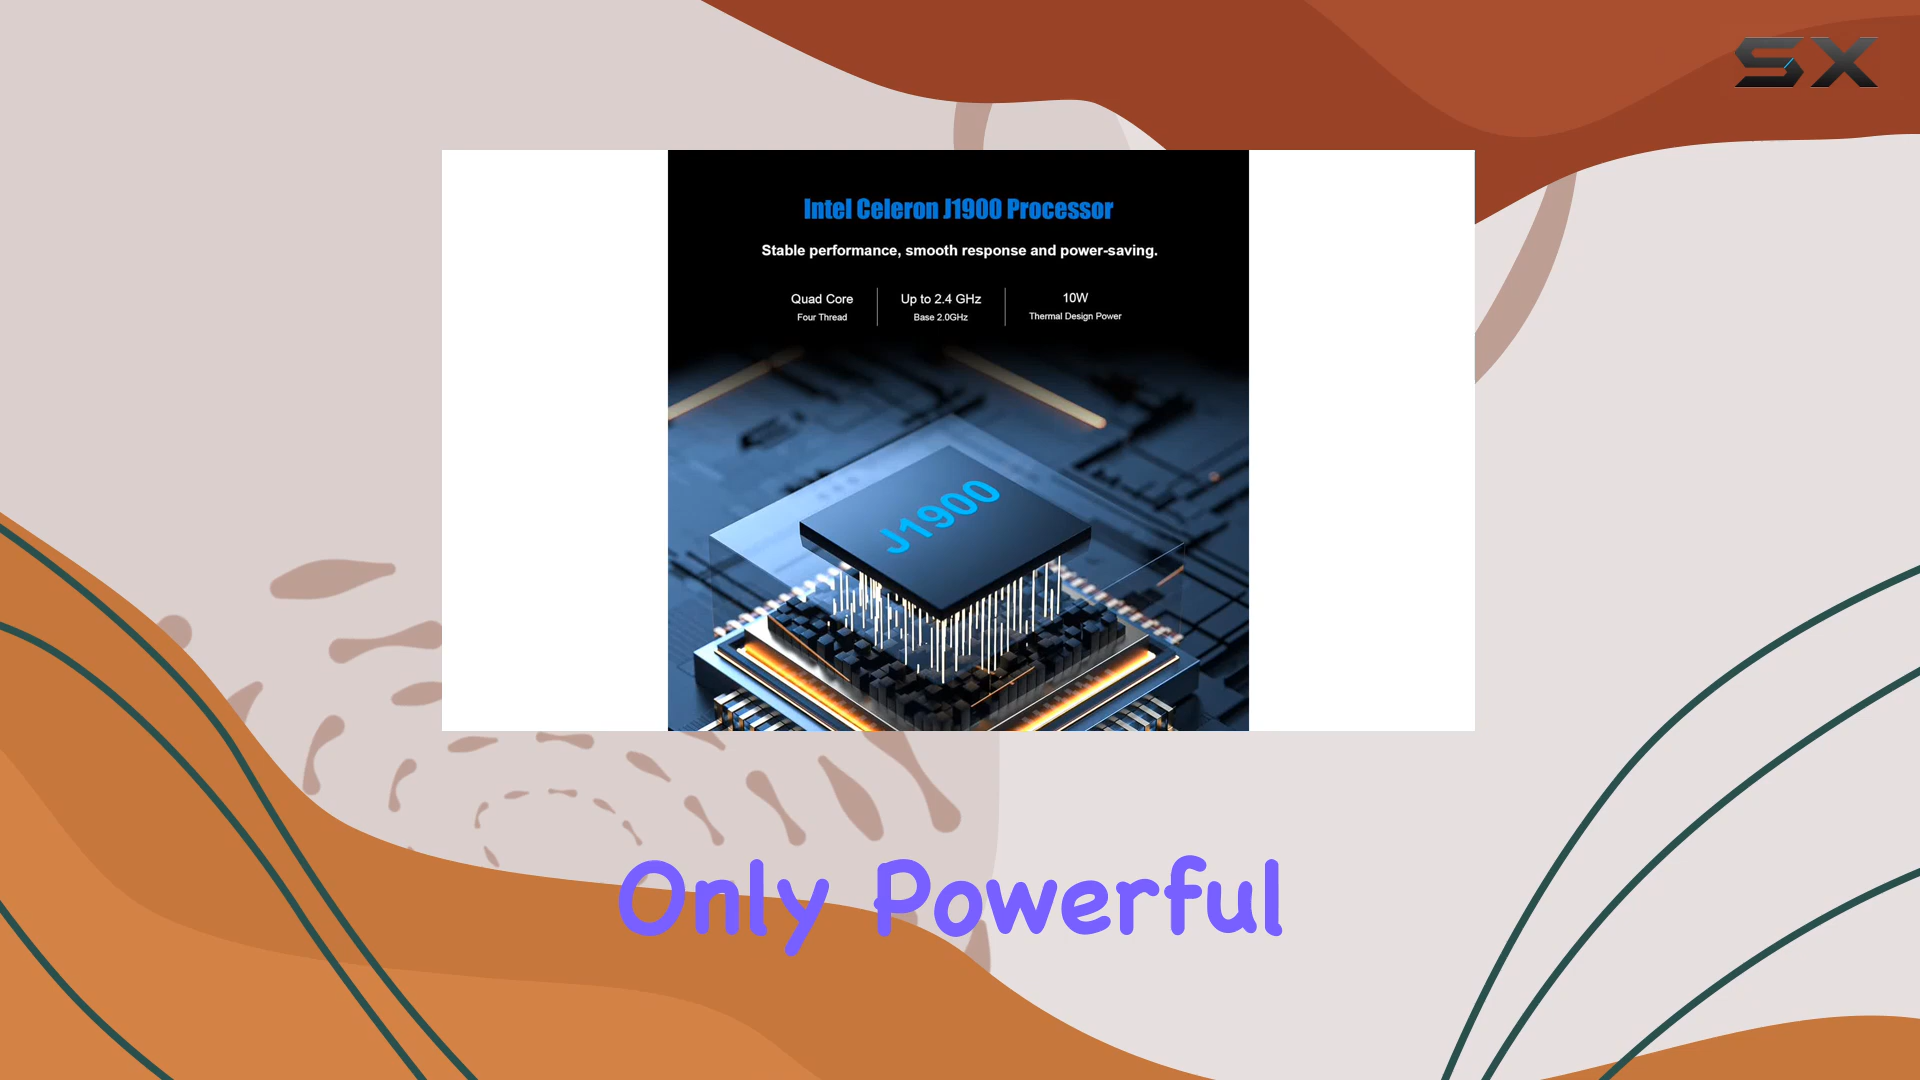 SX
Intel Celeron J1900 Processor
Stable performance, smooth response and power-saving.
Quad Core
Four Thread
Up to 2.4 GHz
Base 2.0GHz
10W
Thermal Design Power
J1900
Only Powerful